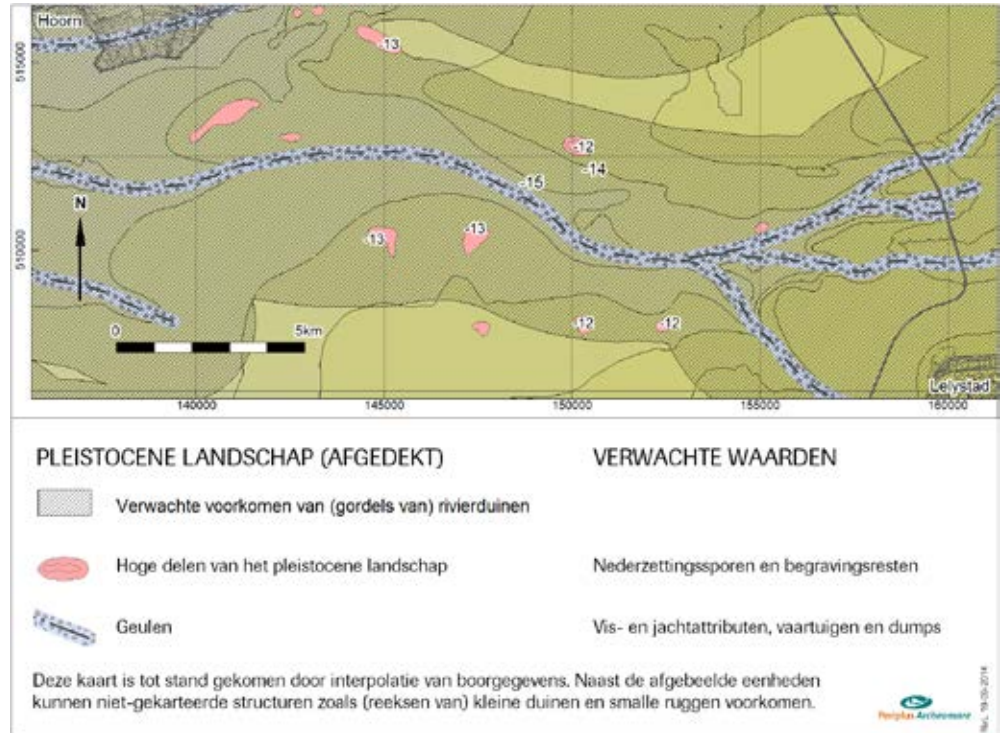 Hoorn
515000
-13
-12
-14
-15
N
510000
-13
-13
0
5km
-12
-12
Lelystad
140000
145000
150000
155000
160000
PLEISTOCENE LANDSCHAP (AFGEDEKT)
VERWACHTE WAARDEN
Verwachte voorkomen van (gordels van) rivierduinen
Hoge delen van het pleistocene landschap
Nederzettingssporen en begravingsresten
Geulen
Vis- en jachtattributen, vaartuigen en dumps
Deze kaart is tot stand gekomen door interpolatie van boorgegevens. Naast de afgebeelde eenheden
kunnen niet-gekarteerde structuren zoals (reeksen van) kleine duinen en smalle ruggen voorkomen.
Periplus Archeomare